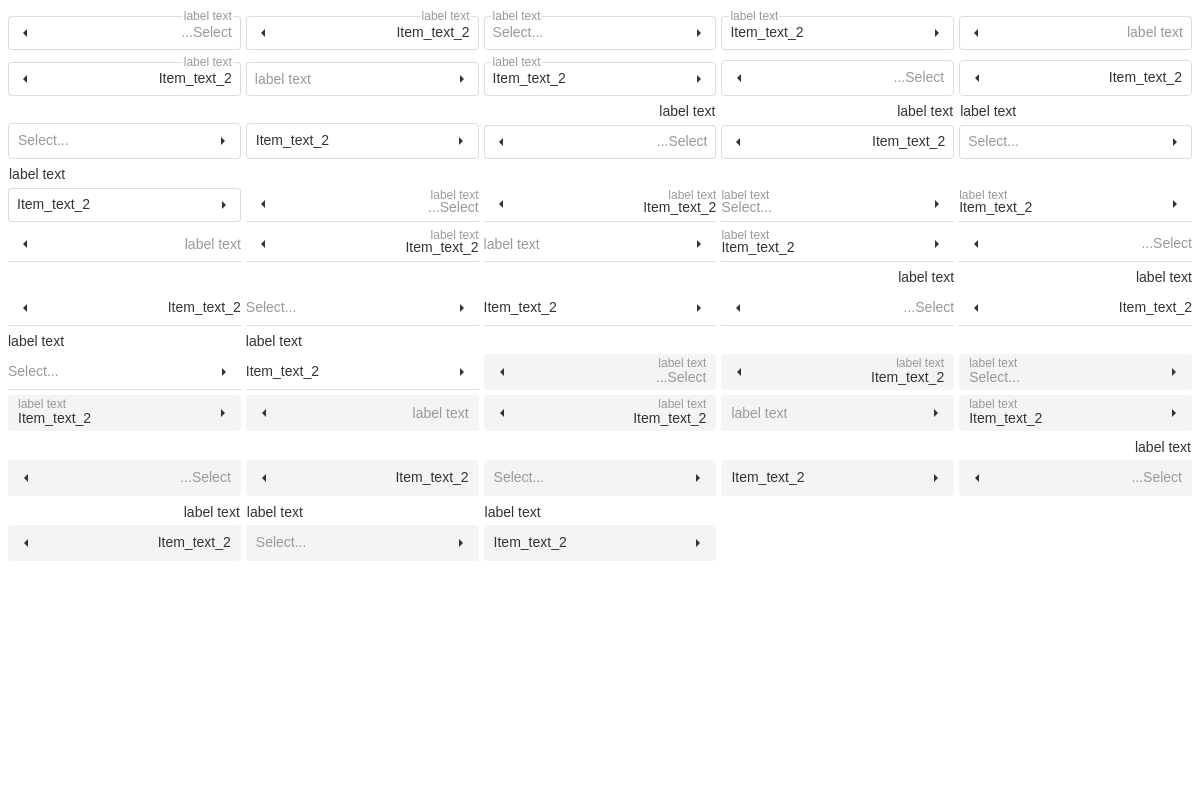 label text label text label text label text
...Select Item_text_2 Select... Item_text_2 label text
label text label text
Item_text_2 label text Item_text_2 ...Select Item_text_2
label text label text label text
Select... Item_text_2 ...Select Item_text_2 Select...
label text
label text label text label text label text
Item_text_2 ...Select Item_text_2 Select... Item_text_2
label text label text
label text Item_text_2 label text Item_text_2 ...Select
label text label text
Item_text_2 Select... Item_text_2 ...Select Item_text_2
label text label text
label text label text label text
Select... Item_text_2 ...Select Item_text_2 Select...
label text label text label text
Item_text_2 label text Item_text_2 label text Item_text_2
label text
...Select Item_text_2 Select... Item_text_2 ...Select
label text label text label text
Item_text_2 Select... Item_text_2